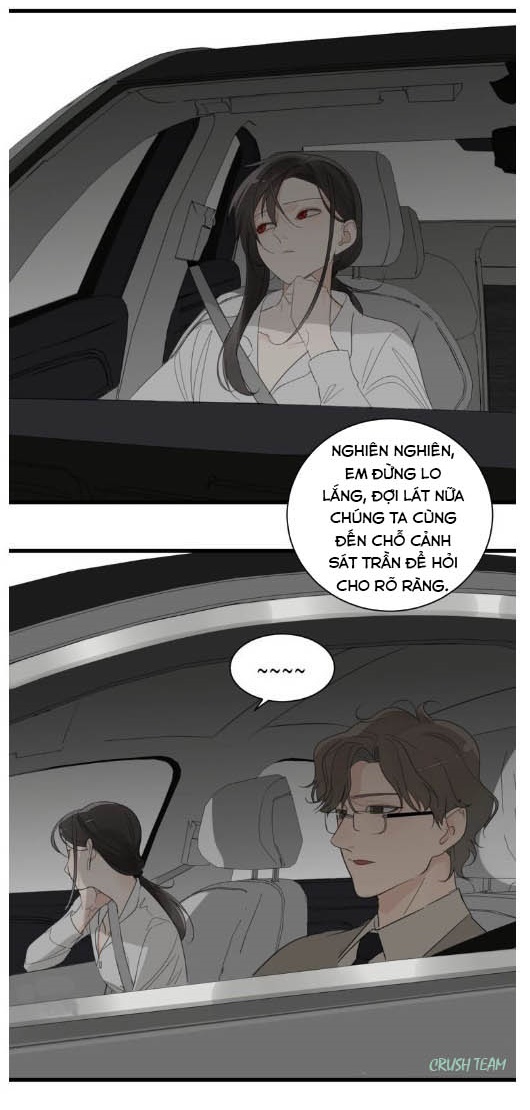 NGHIÊN NGHIÊN,
EM ĐỪNG LO
LẮNG, ĐỢI LÁT NỮA
CHÚNG TA CÙNG
ĐẾN CHỖ CẢNH
SÁT TRẦN ĐỂ HỎI
CHO RÕ RÀNG.
~~~~
CRUSH TEAM